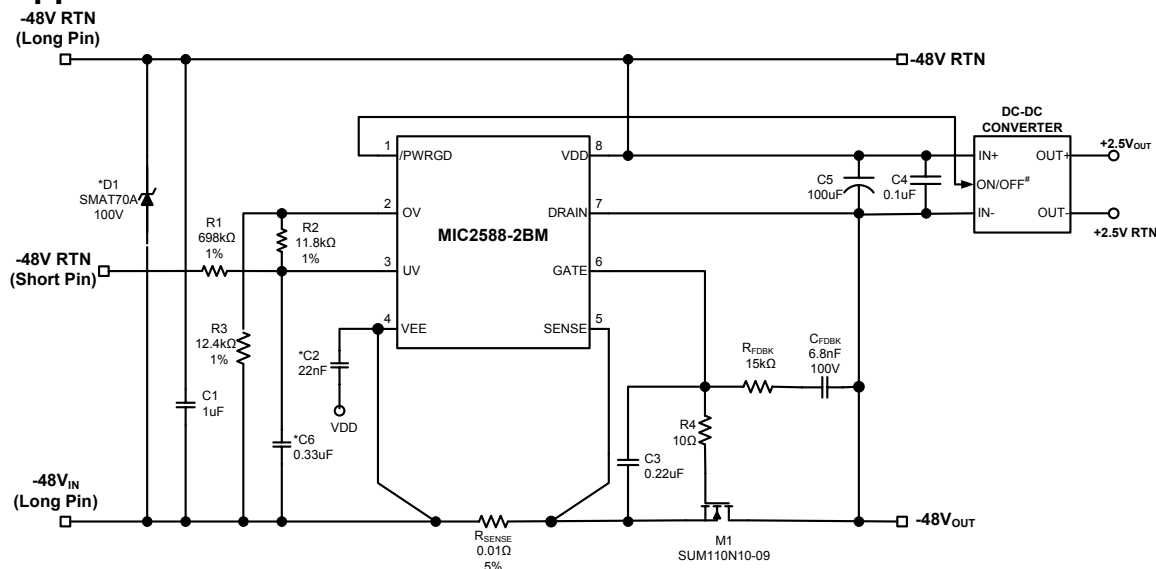 -48V RTN
(Long Pin)
-48V RTN
DC-DC
CONVERTER
1
/PWRGD
VDD
8
IN+
OUT+
+2.5VOUT
*D1
SMAT70A
100V
C5
100uF
C4
0.1uF
ON/OFF#
2
OV
DRAIN
7
IN-
OUT-
+2.5V RTN
R1
698kΩ
1%
R2
11.8kΩ
1%
MIC2588-2BM
-48V RTN
(Short Pin)
3
UV
GATE
6
R3
12.4kΩ
1%
4
VEE
SENSE
5
*C2
22nF
VDD
RFDBK
15kΩ
CFDBK
6.8nF
100V
C1
1uF
*C6
0.33uF
R4
10Ω
C3
0.22uF
-48VIN
(Long Pin)
-48VOUT
RSENSE
0.01Ω
5%
M1
SUM110N10-09